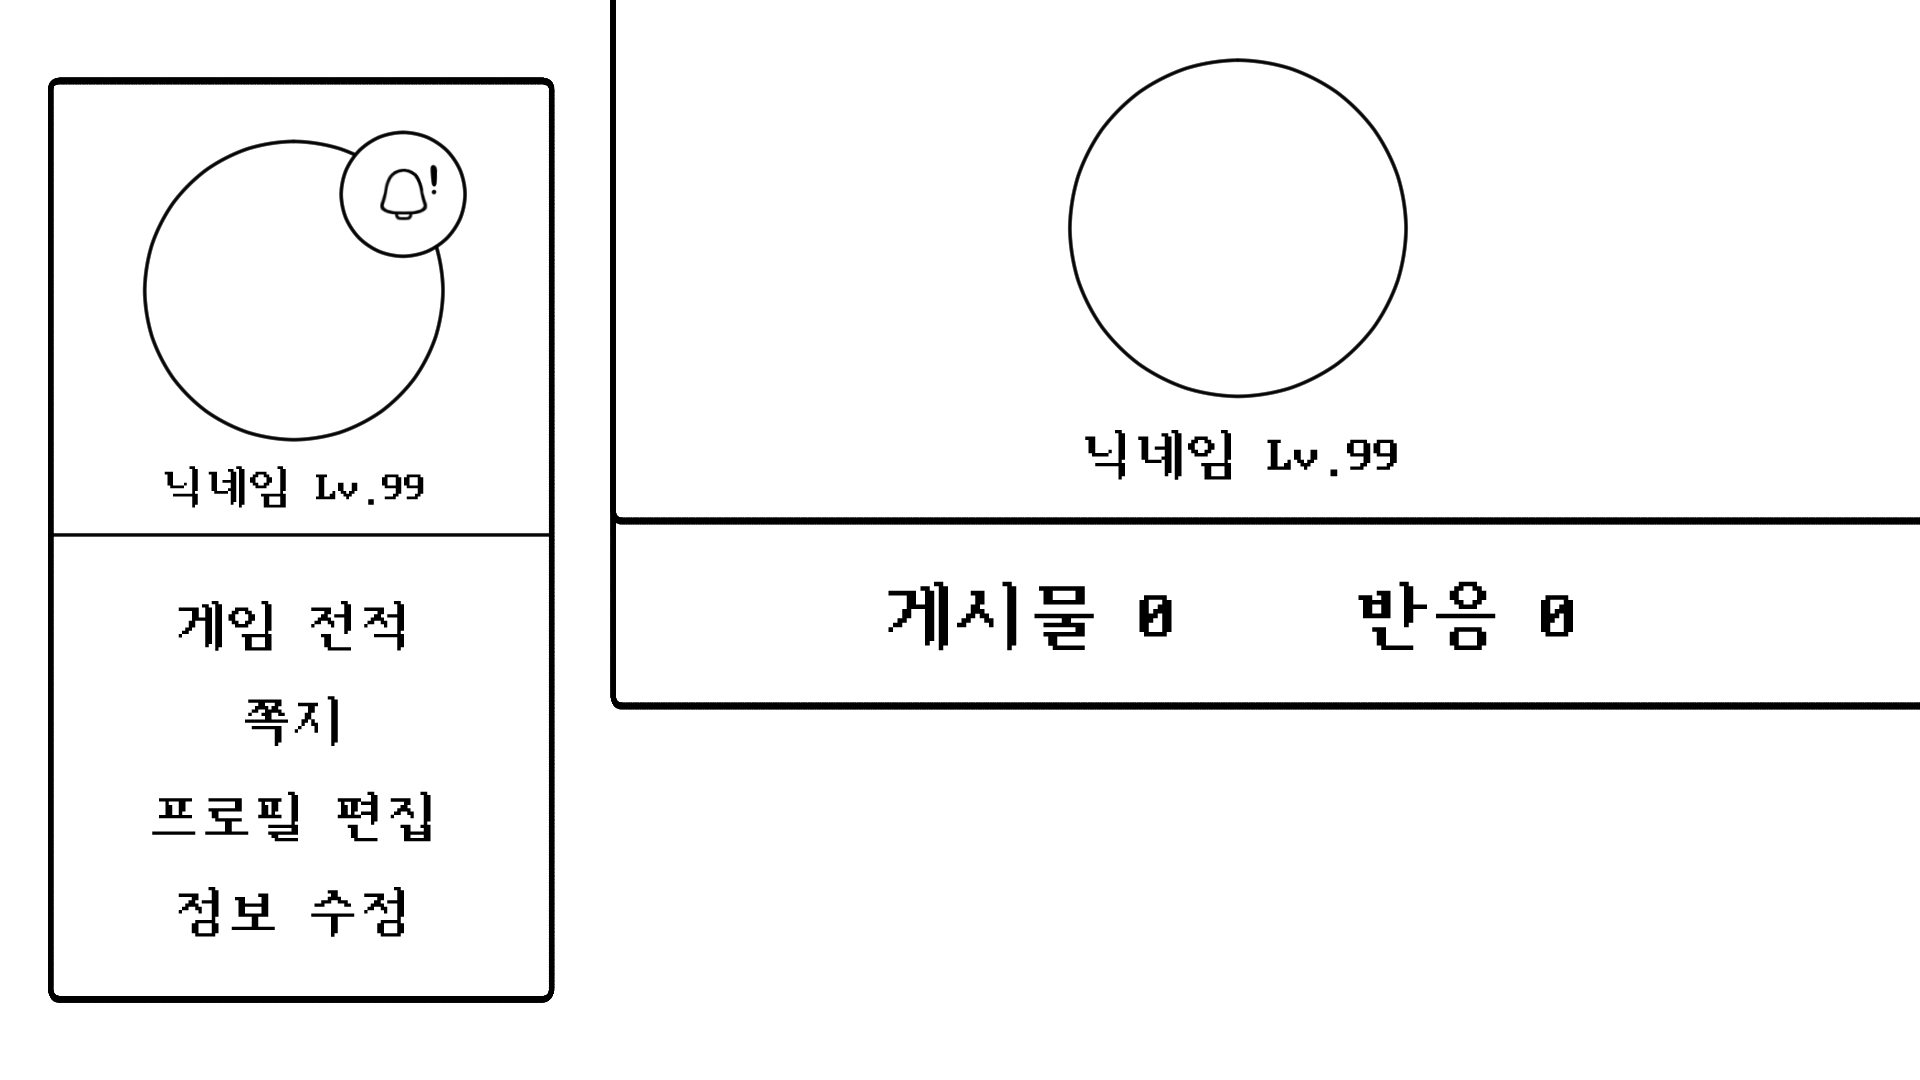 !
닉네임 Lv.99
게임 전적
쪽지
프로필 편집
정보 수정
닉네임 Lv.99
게시물 0 반응 0